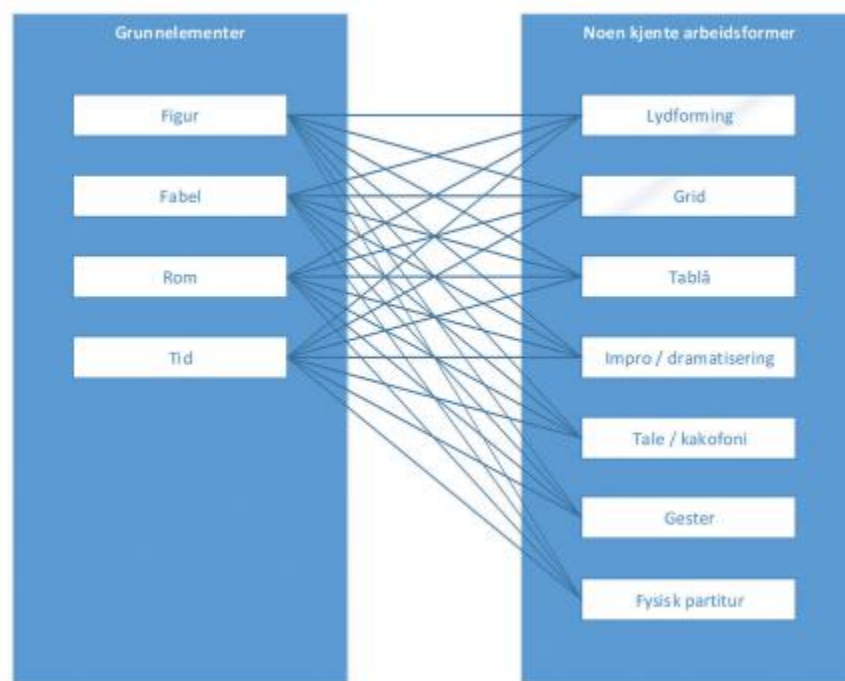 Grunnelementer
Figur
Fabel
Rom
Tid
Noen kjente arbeidsformer
Lydforming
Grid
Tablå
Impro / dramatisering
Tale / kakofoni
Gester
Fysisk partitur